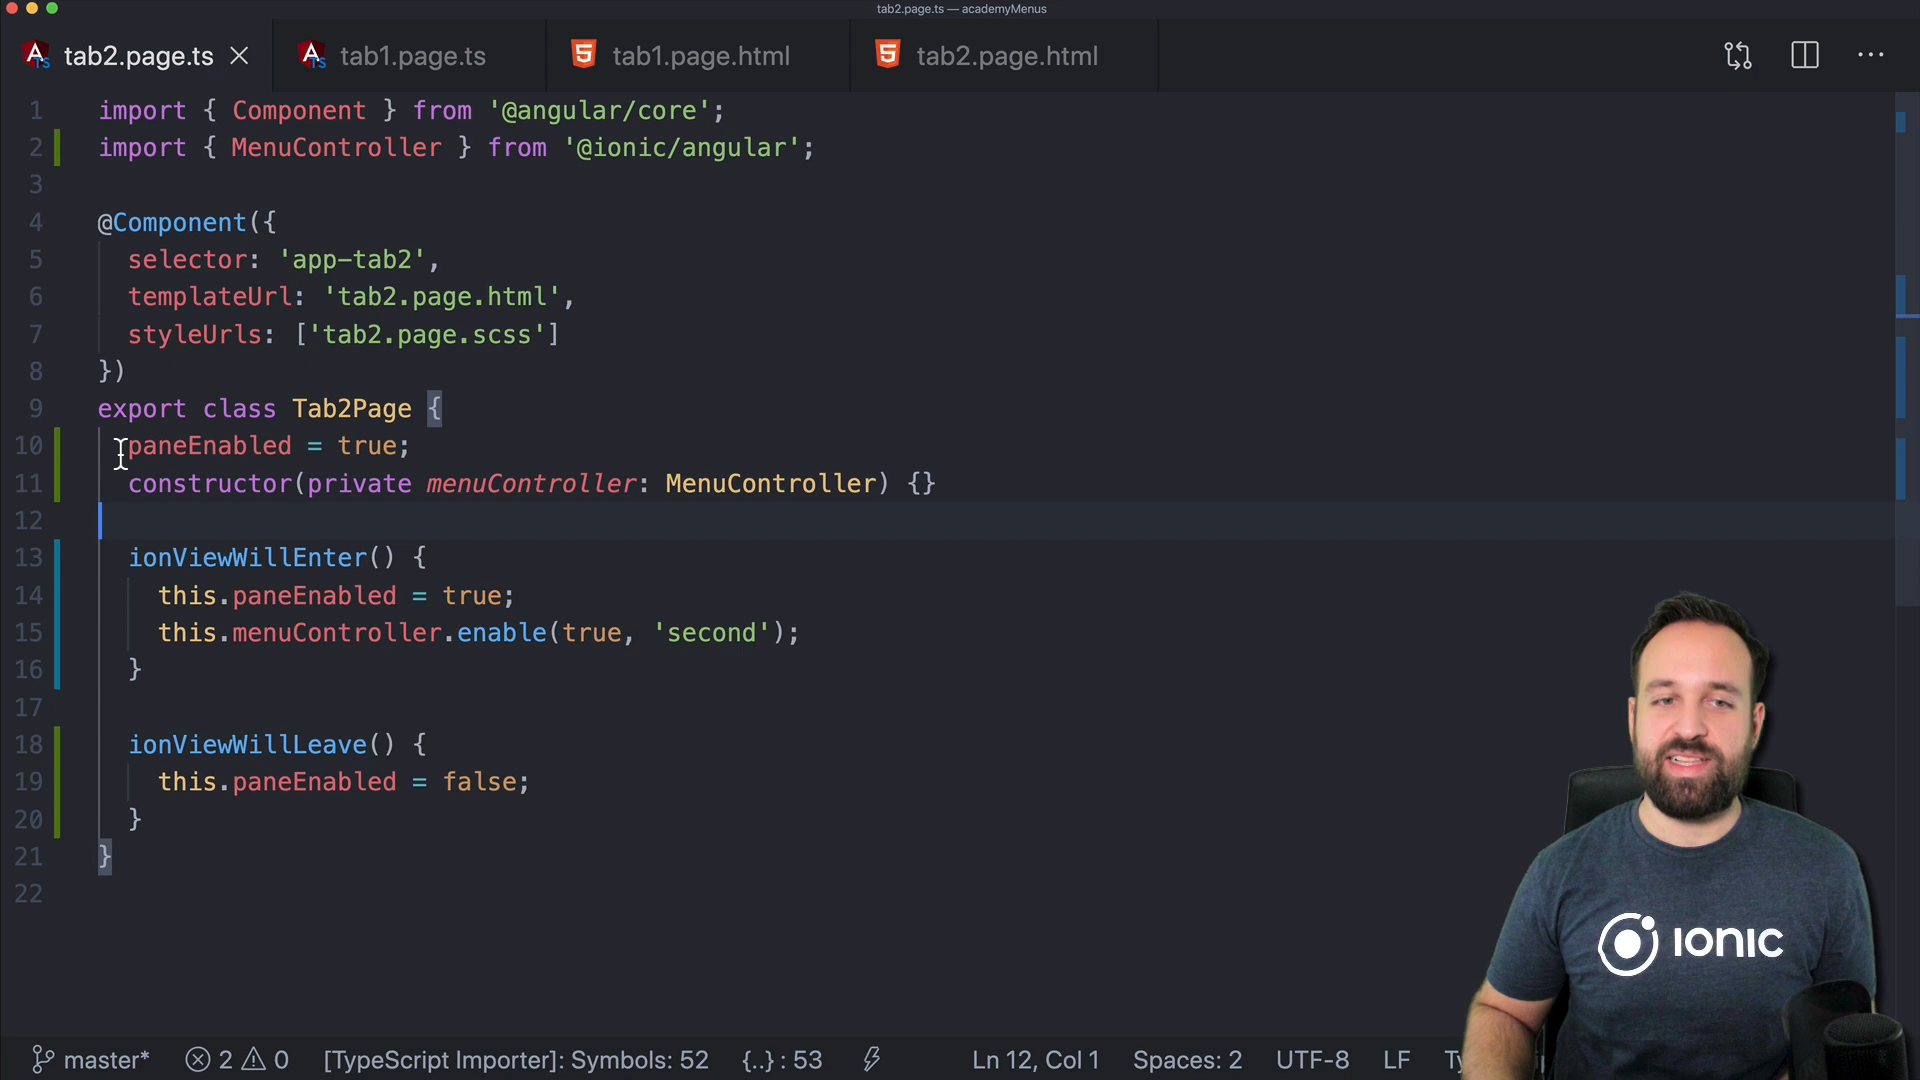 tab2.page.ts — academyMenus
tab2.page.ts tab1.page.ts tab1.page.html tab2.page.html
1 import { Component } from '@angular/core';
2 import { MenuController } from '@ionic/angular';
3
4 @Component({
5 selector: 'app-tab2',
6 templateUrl: 'tab2.page.html',
7 styleUrls: ['tab2.page.scss']
8 })
9 export class Tab2Page {
10 paneEnabled = true;
11 constructor(private menuController: MenuController) {}
12
13 ionViewWillEnter() {
14 this.paneEnabled = true;
15 this.menuController.enable(true, 'second');
16 }
17
18 ionViewWillLeave() {
19 this.paneEnabled = false;
20 }
21 }
22
IONIC
master* 2 0 [TypeScript Importer]: Symbols: 52 {..} : 53 Ln 12, Col 1 Spaces: 2 UTF-8 LF